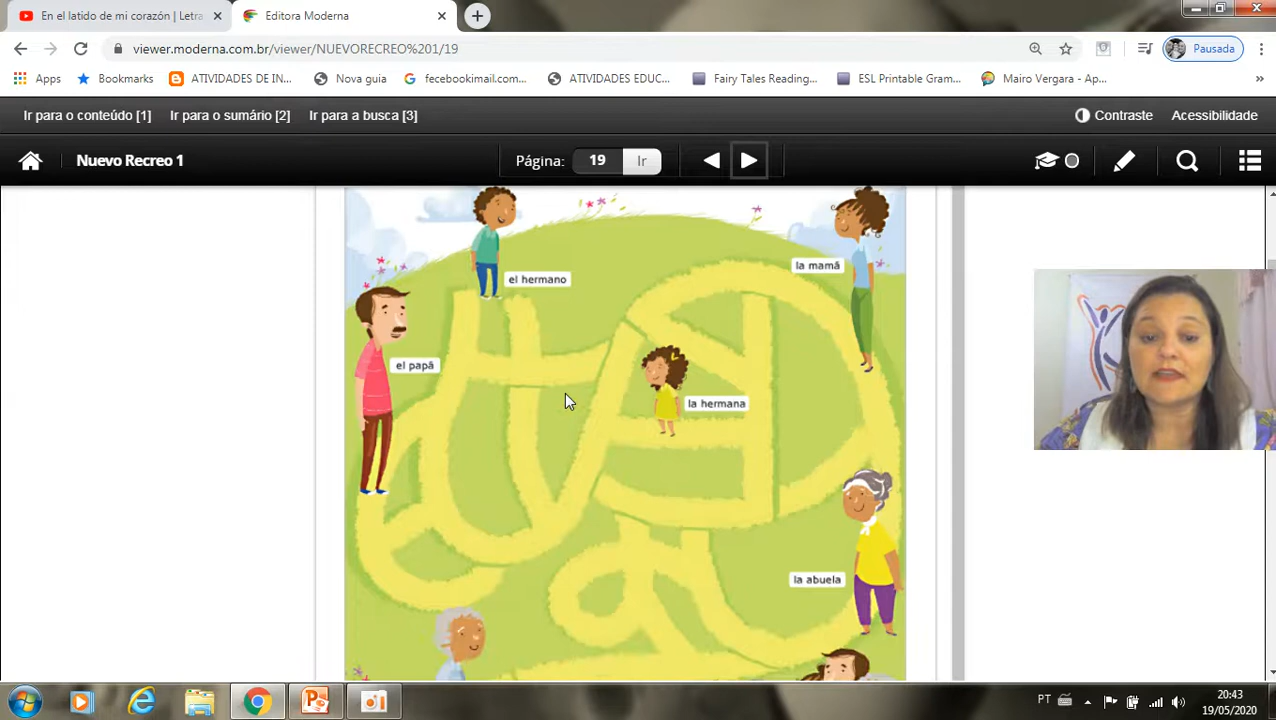 En el latido de mi corazón | Letra
Editora Moderna
viewer.moderna.com.br/viewer/NUEVORECREO%201/19
Pausada
Apps
Bookmarks
ATIVIDADES DE IN...
Nova guia
fecebookimail.com...
ATIVIDADES EDUC...
Fairy Tales Reading...
ESL Printable Gram...
Mairo Vergara - Ap...
»
Ir para o conteúdo [1]
Ir para o sumário [2]
Ir para a busca [3]
Contraste
Acessibilidade
Nuevo Recreo 1
Página:
19
Ir
la mamá
el hermano
el papá
la hermana
la abuela
PT
20:43
19/05/2020